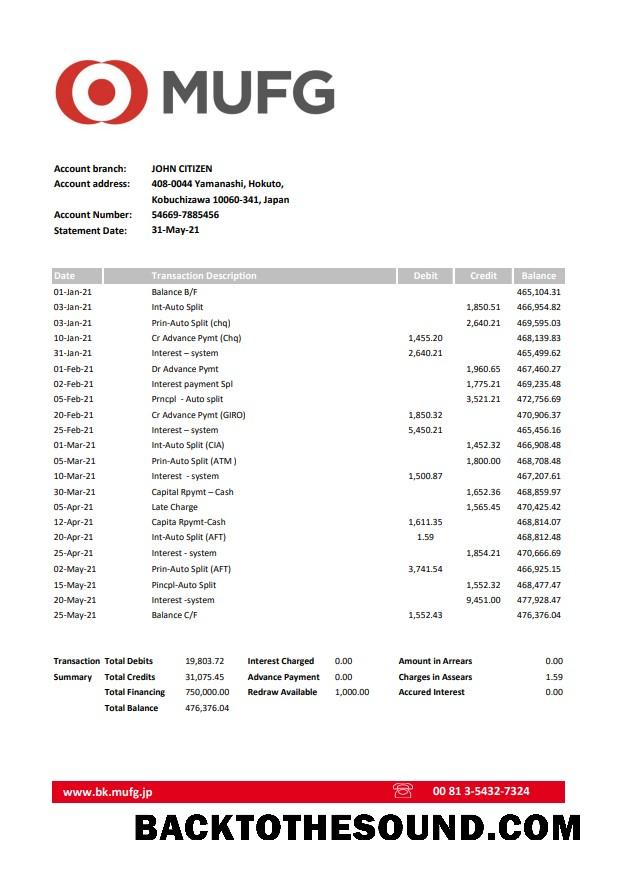 MUFG
Account branch: JOHN CITIZEN
Account address: 408-0044 Yamanashi, Hokuto,
Kobuchizawa 10060-341, Japan
Account Number: 54669-7885456
Statement Date: 31-May-21
Date Transaction Description Debit Credit Balance
01-Jan-21 Balance B/F 465,104.31
03-Jan-21 Int-Auto Split 1,850.51 466,954.82
03-Jan-21 Prin-Auto Split (chq) 2,640.21 469,595.03
10-Jan-21 Cr Advance Pymt (Chq) 1,455.20 468,139.83
31-Jan-21 Interest – system 2,640.21 465,499.62
01-Feb-21 Dr Advance Pymt 1,960.65 467,460.27
02-Feb-21 Interest payment Spl 1,775.21 469,235.48
05-Feb-21 Prncpl - Auto split 3,521.21 472,756.69
20-Feb-21 Cr Advance Pymt (GIRO) 1,850.32 470,906.37
25-Feb-21 Interest – system 5,450.21 465,456.16
01-Mar-21 Int-Auto Split (CIA) 1,452.32 466,908.48
05-Mar-21 Prin-Auto Split (ATM ) 1,800.00 468,708.48
10-Mar-21 Interest - system 1,500.87 467,207.61
30-Mar-21 Capital Rpymt – Cash 1,652.36 468,859.97
05-Apr-21 Late Charge 1,565.45 470,425.42
12-Apr-21 Capita Rpymt-Cash 1,611.35 468,814.07
20-Apr-21 Int-Auto Split (AFT) 1.59 468,812.48
25-Apr-21 Interest - system 1,854.21 470,666.69
02-May-21 Prin-Auto Split (AFT) 3,741.54 466,925.15
15-May-21 Pincpl-Auto Split 1,552.32 468,477.47
20-May-21 Interest -system 9,451.00 477,928.47
25-May-21 Balance C/F 1,552.43 476,376.04
Transaction Total Debits 19,803.72 Interest Charged 0.00 Amount in Arrears 0.00
Summary Total Credits 31,075.45 Advance Payment 0.00 Charges in Assears 1.59
Total Financing 750,000.00 Redraw Available 1,000.00 Accured Interest 0.00
Total Balance 476,376.04
www.bk.mufg.jp 00 81 3-5432-7324
BACKTOTHESOUND.COM